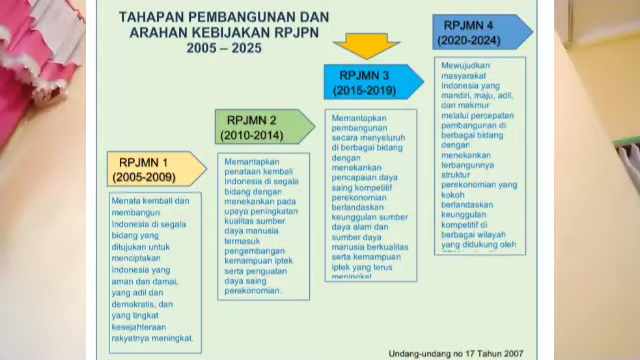 TAHAPAN PEMBANGUNAN DAN
ARAHAN KEBIJAKAN RPJPN
2005 – 2025
RPJMN 1
(2005-2009)
Menata kembali dan
membangun
Indonesia di segala
bidang yang
ditujukan untuk
menciptakan
Indonesia yang
aman dan damai,
yang adil dan
demokratis, dan
yang tingkat
kesejahteraan
rakyatnya meningkat.
RPJMN 2
(2010-2014)
Memantapkan
penataan kembali
Indonesia di segala
bidang dengan
menekankan pada
upeya peningkatan
kualitas sumber
daya manusia
termasuk
pengembangan
kemampuan iptek
serta penguatan
daya saing
perekonomian.
RPJMN 3
(2015-2019)
Memantapkan
pembangunan
secara menyeluruh
di berbagai bidang
dengan
menekankan
pencapaian daya
saing kompetitif
perekonomian
berlandaskan
keunggulan sumber
daya alam dan
sumber daya
manusia berkualitas
serta kemampuan
iptek yang terus
meningkat
RPJMN 4
(2020-2024)
Mewujudkan
masyarakat
Indonesia yang
mandiri, maju, adil,
dan makmur
melalui percepatan
pembangunan di
berbagai bidang
dengan
menekankan
terbangunnya
struktur
perekonomian yang
kokoh
berlandaskan
keunggulan
kompetitif di
berbagai wilayah
yang didukung oleh
Undang-undang no 17 Tahun 2007